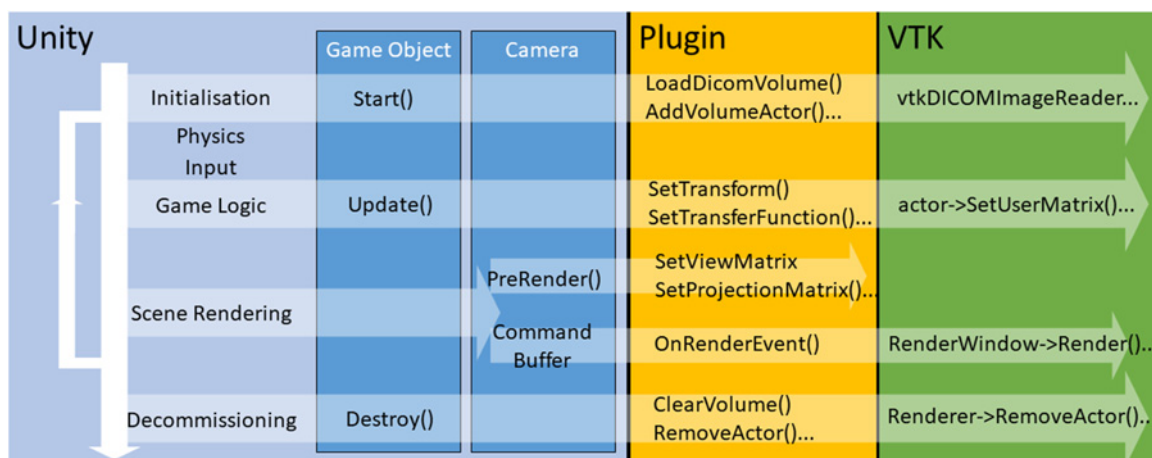 Unity
Plugin
VTK
Game Object
Camera
Initialisation
Start()
LoadDicomVolume()
AddVolumeActor()...
vtkDICOMImageReader...
Physics
Input
Game Logic
Update()
SetTransform()
SetTransferFunction()...
actor->SetUserMatrix()...
PreRender()
SetViewMatrix
SetProjectionMatrix()...
Scene Rendering
Command
Buffer
OnRenderEvent()
RenderWindow->Render()...
Decommissioning
Destroy()
ClearVolume()
RemoveActor()...
Renderer->RemoveActor()...